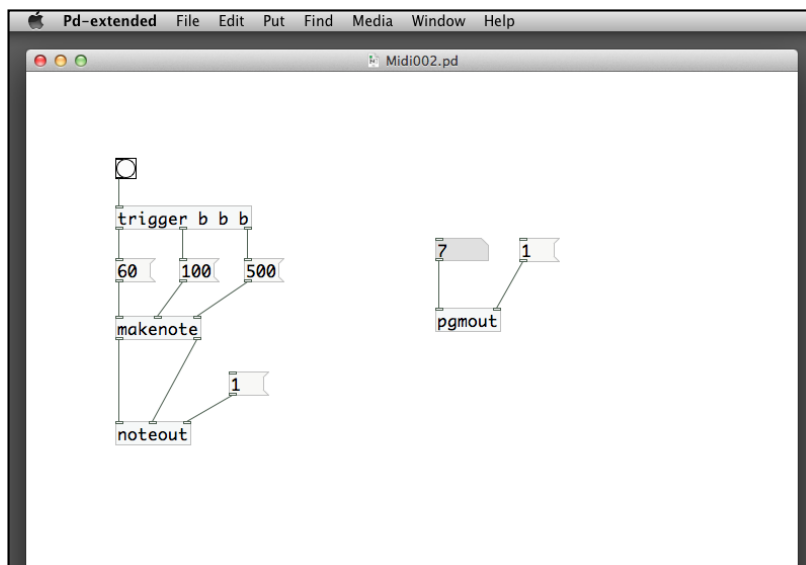 Pd-extended File Edit Put Find Media Window Help
Midi002.pd
trigger b b b
60 100 500
7 1
makenote
pgmout
1
noteout